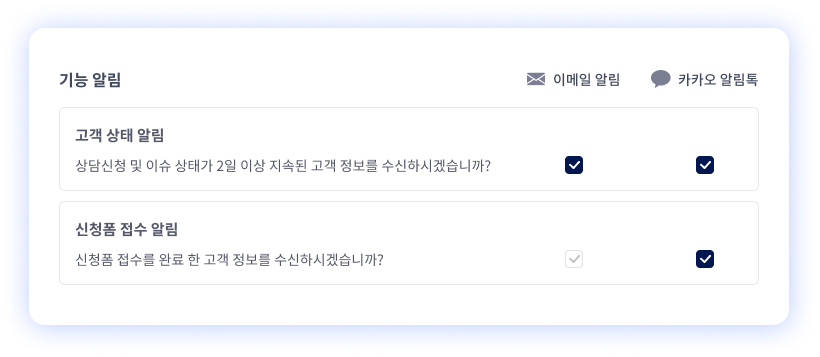 기능 알림
이메일 알림
카카오 알림톡
고객 상태 알림
상담신청 및 이슈 상태가 2일 이상 지속된 고객 정보를 수신하시겠습니까?
신청폼 접수 알림
신청폼 접수를 완료 한 고객 정보를 수신하시겠습니까?